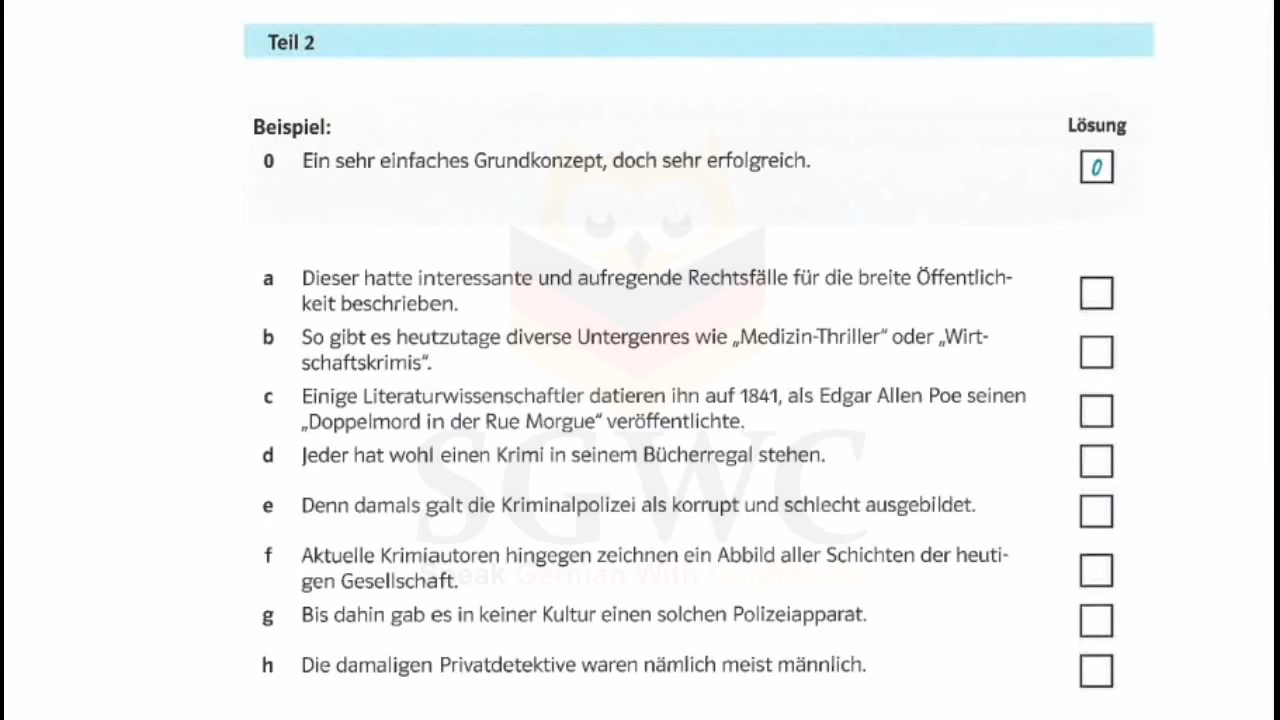 Teil 2
Beispiel:
Lösung
0 Ein sehr einfaches Grundkonzept, doch sehr erfolgreich.
0
a Dieser hatte interessante und aufregende Rechtsfälle für die breite Öffentlich-
keit beschrieben.
b So gibt es heutzutage diverse Untergenres wie „Medizin-Thriller“ oder „Wirt-
schaftskrimis“.
c Einige Literaturwissenschaftler datieren ihn auf 1841, als Edgar Allen Poe seinen
„Doppelmord in der Rue Morgue“ veröffentlichte.
d Jeder hat wohl einen Krimi in seinem Bücherregal stehen.
SGWC
e Denn damals galt die Kriminalpolizei als korrupt und schlecht ausgebildet.
f Aktuelle Krimiautoren hingegen zeichnen ein Abbild aller Schichten der heuti-
gen Gesellschaft.
Speak German With
g Bis dahin gab es in keiner Kultur einen solchen Polizeiapparat.
h Die damaligen Privatdetektive waren nämlich meist männlich.